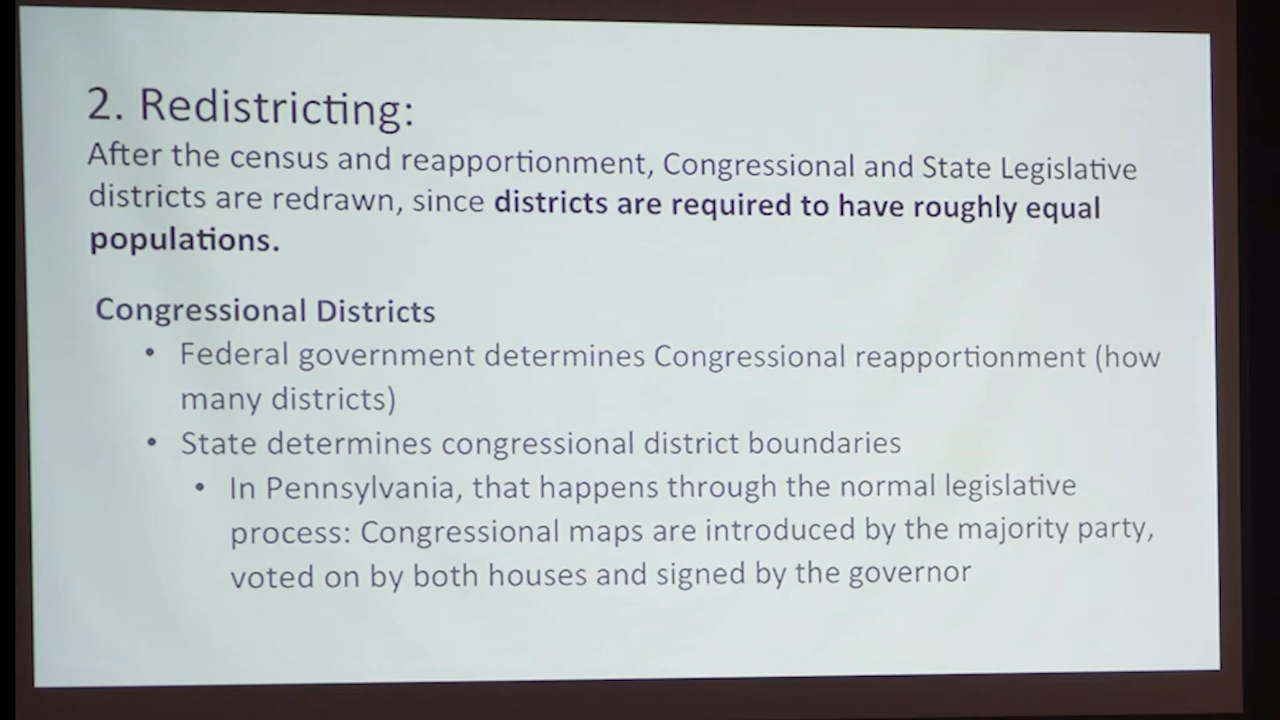 2. Redistricting:
After the census and reapportionment, Congressional and State Legislative
districts are redrawn, since districts are required to have roughly equal
populations.
Congressional Districts
• Federal government determines Congressional reapportionment (how
many districts)
• State determines congressional district boundaries
• In Pennsylvania, that happens through the normal legislative
process: Congressional maps are introduced by the majority party,
voted on by both houses and signed by the governor